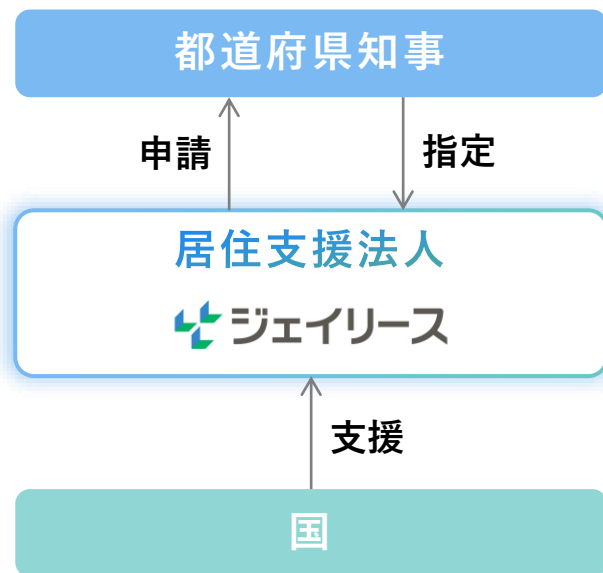 都道府県知事
申請
指定
居住支援法人
ジェイリース
支援
国